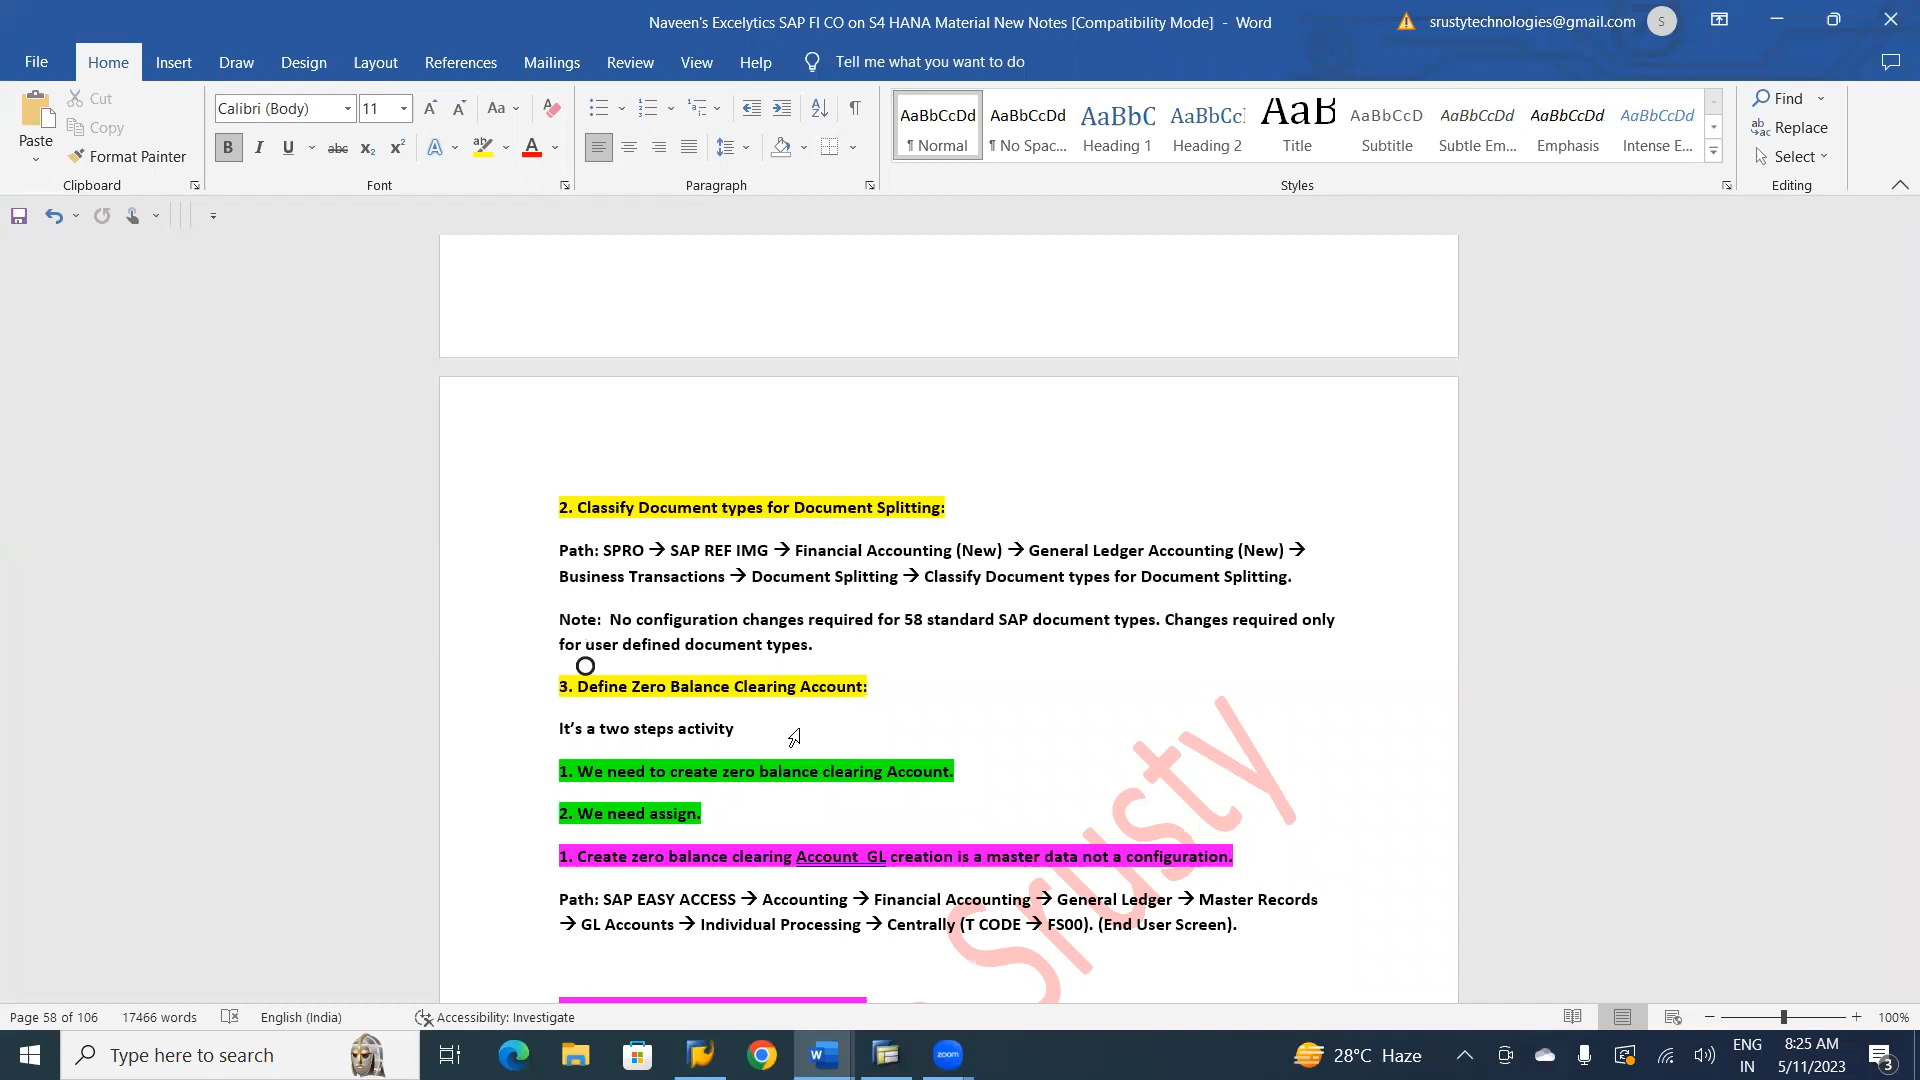 Naveen's Excelytics SAP FI CO on S4 HANA Material New Notes [Compatibility Mode] - Word
srustytechnologies@gmail.com
S
File
Home
Insert
Draw
Design
Layout
References
Mailings
Review
View
Help
Tell me what you want to do
Paste
Cut
Copy
Format Painter
Clipboard
Calibri (Body)
11
Font
Paragraph
AaBbCcDd
¶ Normal
AaBbCcDd
¶ No Spac...
AaBbC
Heading 1
AaBbCc
Heading 2
AaB
Title
AaBbCcD
Subtitle
AaBbCcDd
Subtle Em...
AaBbCcDd
Emphasis
AaBbCcDd
Intense E...
Styles
Find
Replace
Select
Editing
2. Classify Document types for Document Splitting:
Path: SPRO → SAP REF IMG → Financial Accounting (New) → General Ledger Accounting (New) →
Business Transactions → Document Splitting → Classify Document types for Document Splitting.
Note:  No configuration changes required for 58 standard SAP document types. Changes required only
for user defined document types.
3. Define Zero Balance Clearing Account:
It's a two steps activity
1. We need to create zero balance clearing Account.
2. We need assign.
1. Create zero balance clearing Account  GL creation is a master data not a configuration.
Path: SAP EASY ACCESS → Accounting → Financial Accounting → General Ledger → Master Records
→ GL Accounts → Individual Processing → Centrally (T CODE → FS00). (End User Screen).
Srusty
Page 58 of 106
17466 words
English (India)
Accessibility: Investigate
100%
Type here to search
zoom
28°C Haze
ENG
IN
8:25 AM
5/11/2023
3